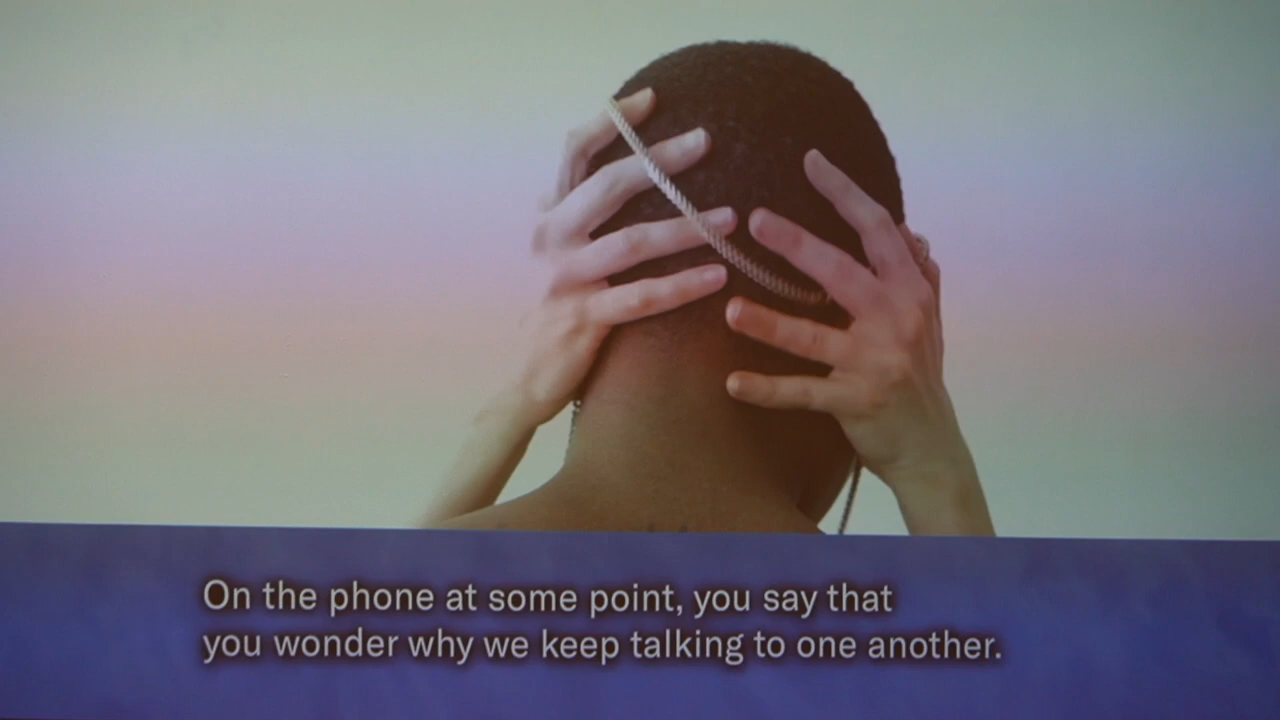 On the phone at some point, you say that
you wonder why we keep talking to one another.